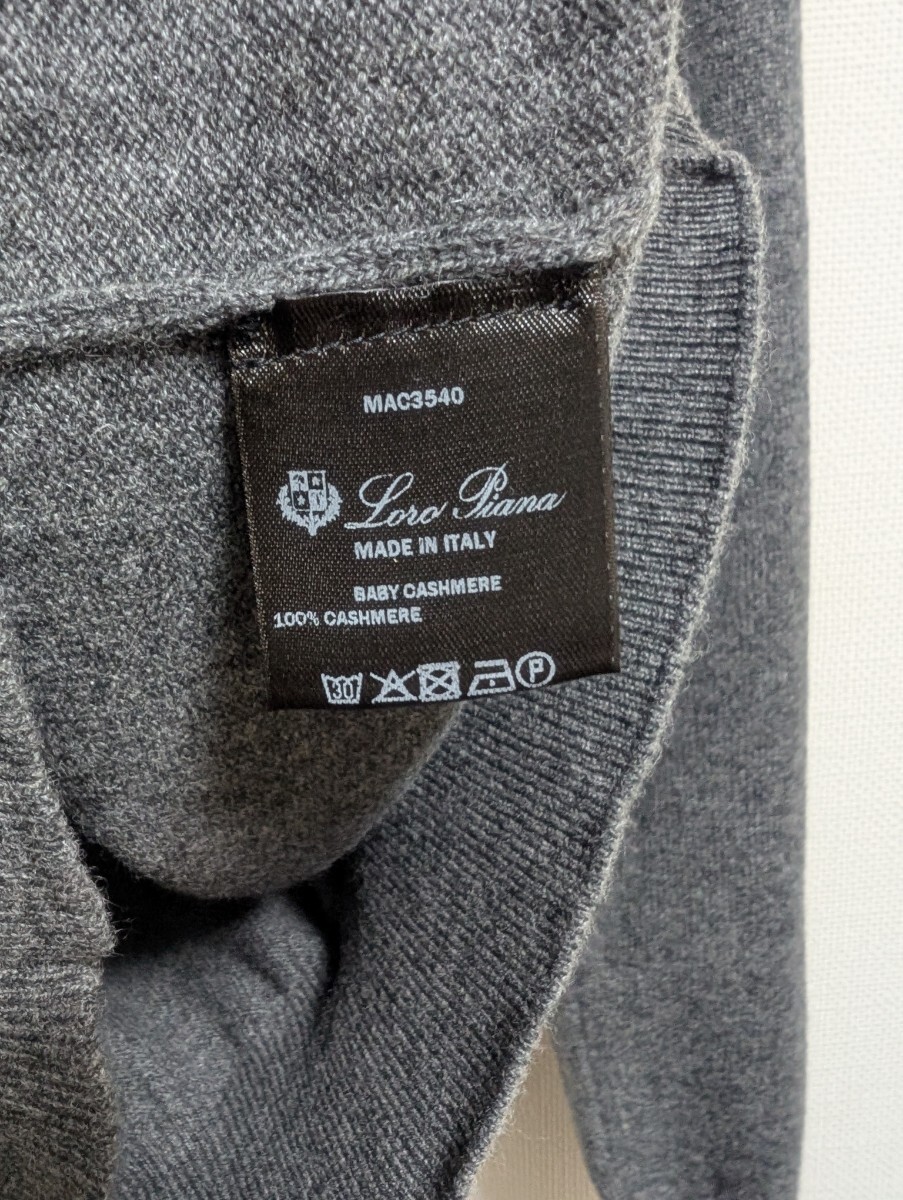 MAC3540
Loro Piana
MADE IN ITALY
BABY CASHMERE
100% CASHMERE
30 P